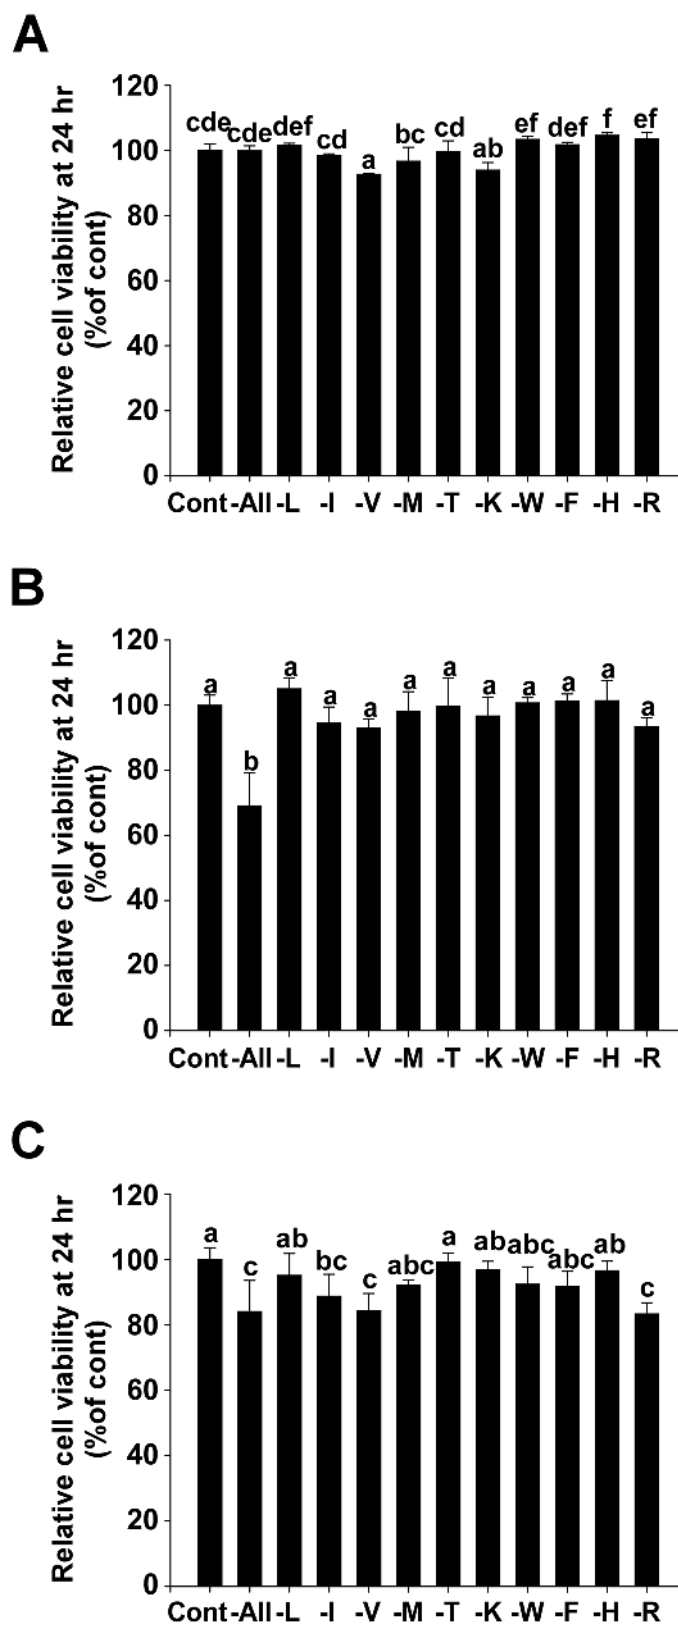 A
Relative cell viability at 24 hr
(%of cont)
120
100
80
60
40
20
0
cde cde def cd a bc cd ab ef def f ef
Cont -All -L -I -V -M -T -K -W -F -H -R
B
Relative cell viability at 24 hr
(%of cont)
120
100
80
60
40
20
0
a b a a a a a a a a a a
Cont -All -L -I -V -M -T -K -W -F -H -R
C
Relative cell viability at 24 hr
(%of cont)
120
100
80
60
40
20
0
a c ab bc c abc a ab abc abc ab c
Cont -All -L -I -V -M -T -K -W -F -H -R